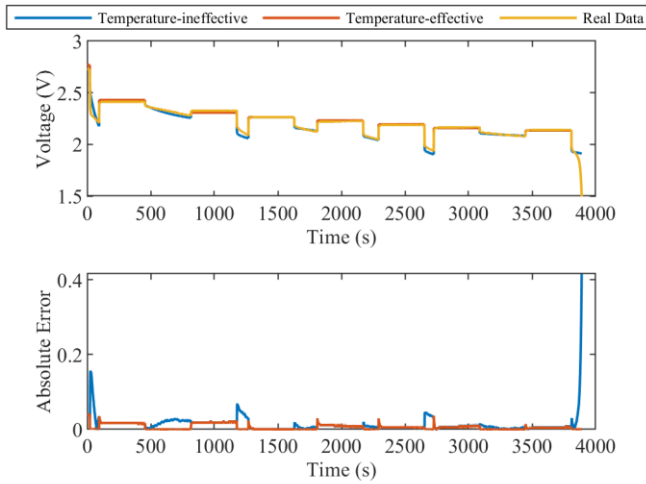 Temperature-ineffective Temperature-effective Real Data
3
2.5
2
1.5
Voltage (V)
0 500 1000 1500 2000 2500 3000 3500 4000
Time (s)
0.4
0.2
0
Absolute Error
0 500 1000 1500 2000 2500 3000 3500 4000
Time (s)